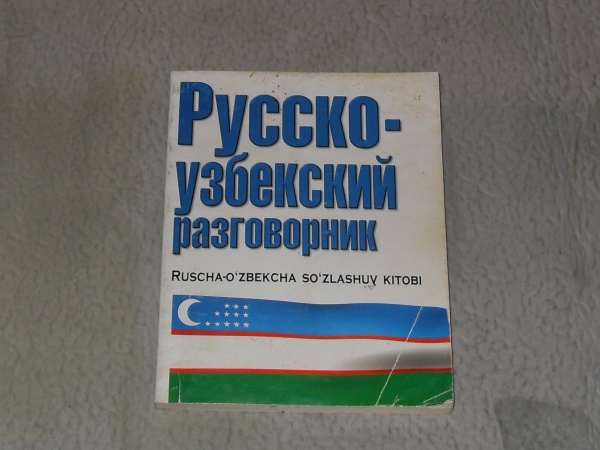 Русско-
узбекский
разговорник
RUSCHA-O‘ZBEKCHA SO‘ZLASHUV KITOBI